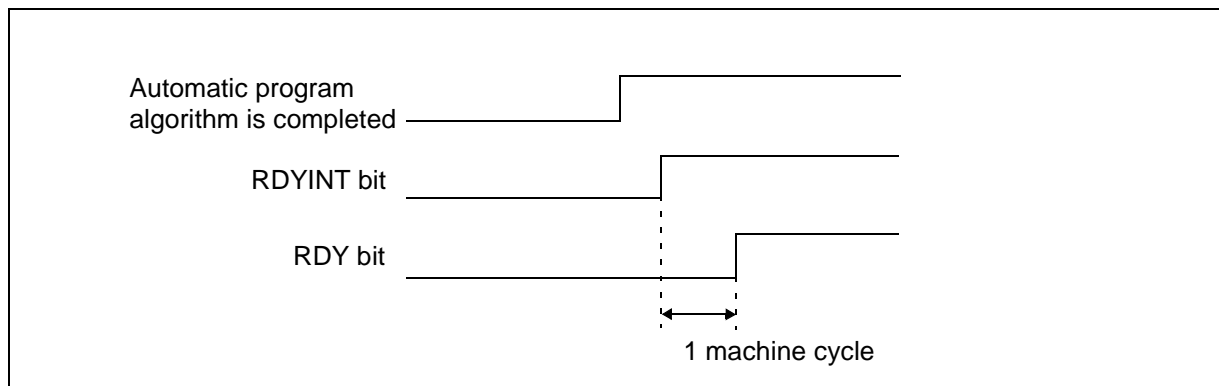 Automatic program
algorithm is completed
RDYINT bit
RDY bit
1 machine cycle